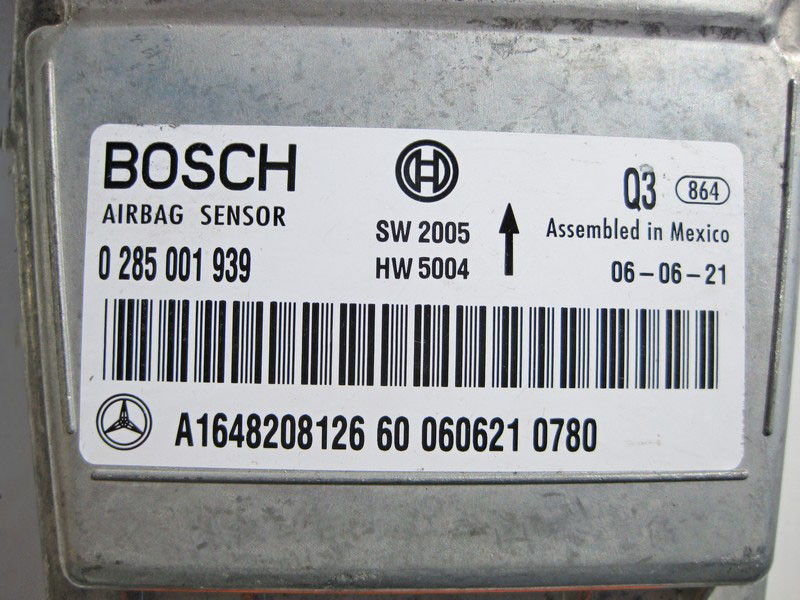 BOSCH
AIRBAG SENSOR
0 285 001 939
SW 2005
HW 5004
Q3 864
Assembled in Mexico
06-06-21
A1648208126 60 060621 0780